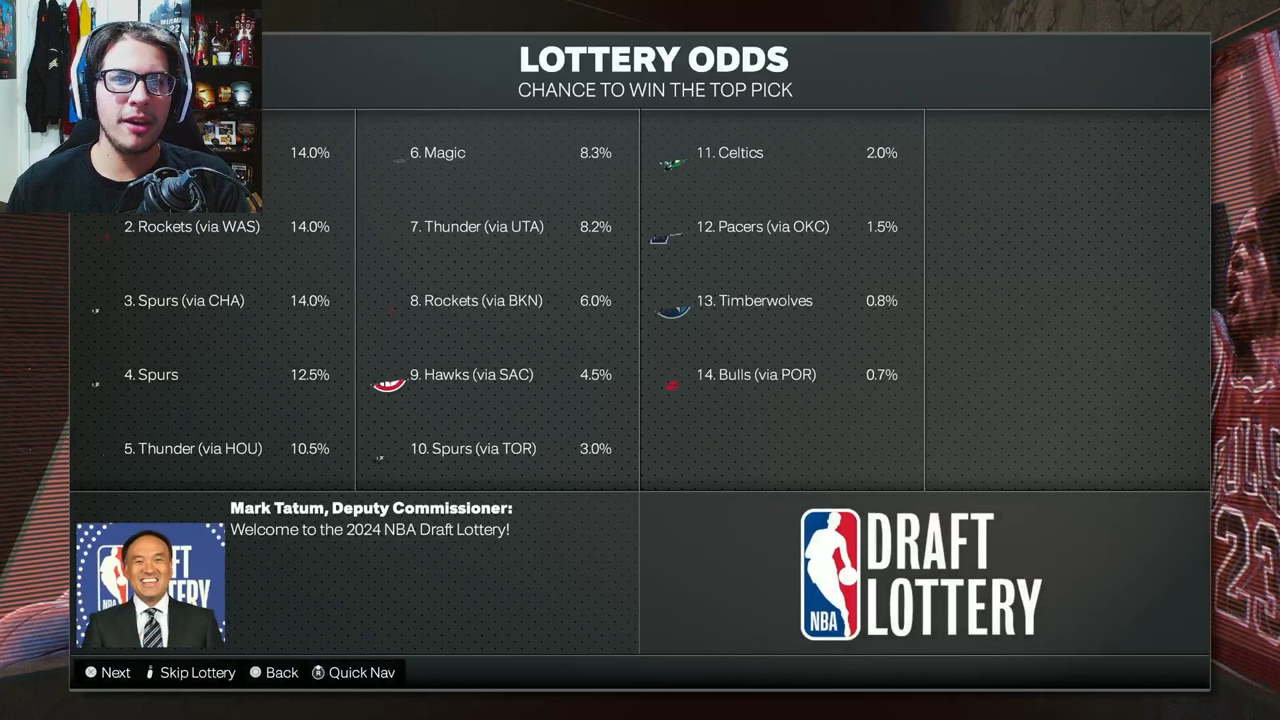 LOTTERY ODDS
CHANCE TO WIN THE TOP PICK
14.0%
2. Rockets (via WAS) 14.0%
3. Spurs (via CHA) 14.0%
4. Spurs 12.5%
5. Thunder (via HOU) 10.5%
6. Magic 8.3%
7. Thunder (via UTA) 8.2%
8. Rockets (via BKN) 6.0%
9. Hawks (via SAC) 4.5%
10. Spurs (via TOR) 3.0%
11. Celtics 2.0%
12. Pacers (via OKC) 1.5%
13. Timberwolves 0.8%
14. Bulls (via POR) 0.7%
Mark Tatum, Deputy Commissioner:
Welcome to the 2024 NBA Draft Lottery!
NBA
DRAFT
LOTTERY
Next Skip Lottery Back R Quick Nav
23